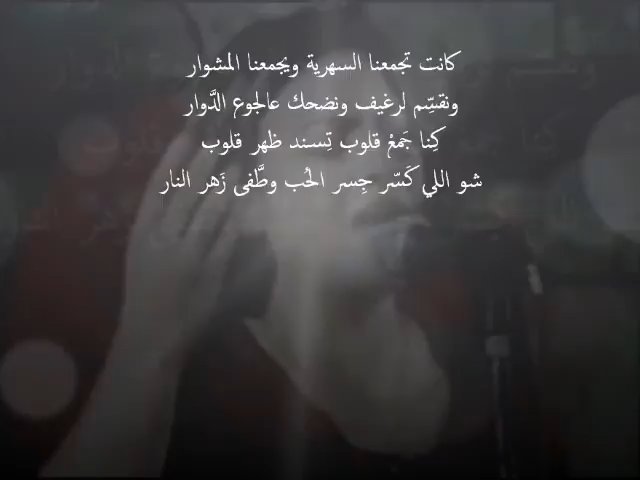 كانت تجمعنا السهرية ويجمعنا المشوار
ونقسِّم لرغيف ونضحك عالجوع الدَّوار
كِنا جَمعْ قلوب تِسند ظهر قلوب
شو اللي كَسّر جِسر الحُب وطَّفى زَهر النار